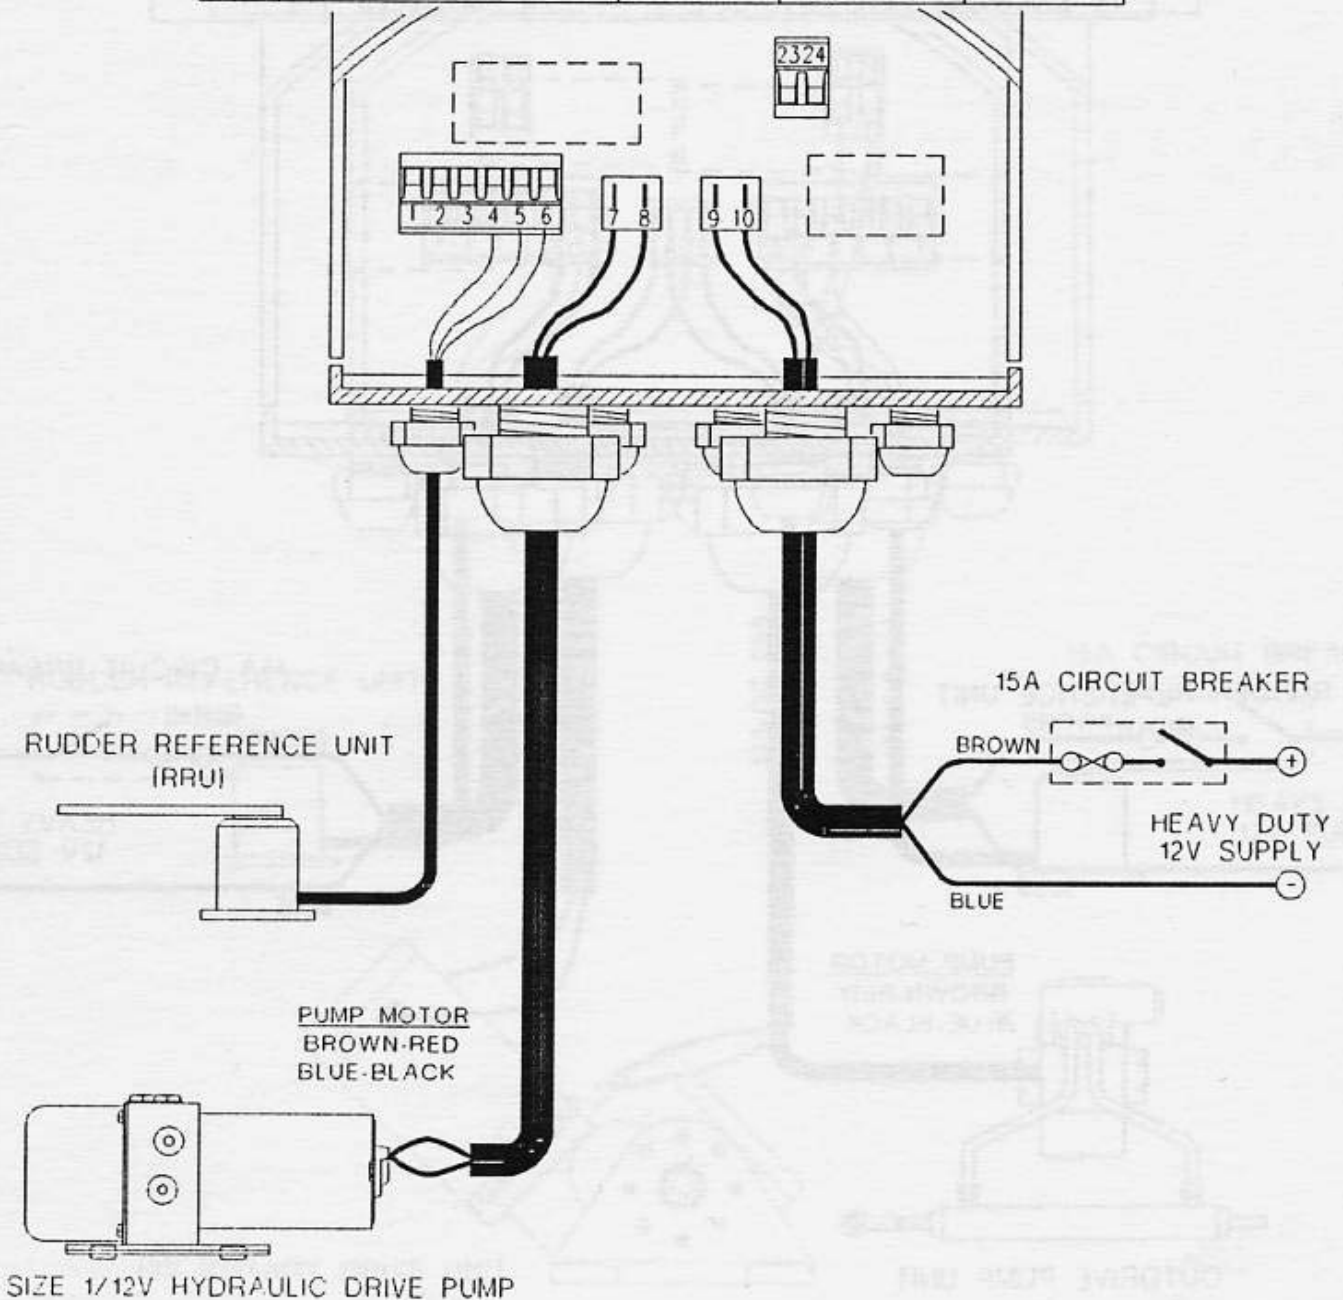 2324
1 2 3 4 5 6
7 8
9 10
15A CIRCUIT BREAKER
BROWN
+
HEAVY DUTY
12V SUPPLY
-
BLUE
RUDDER REFERENCE UNIT
(RRU)
PUMP MOTOR
BROWN-RED
BLUE-BLACK
SIZE 1/12V HYDRAULIC DRIVE PUMP